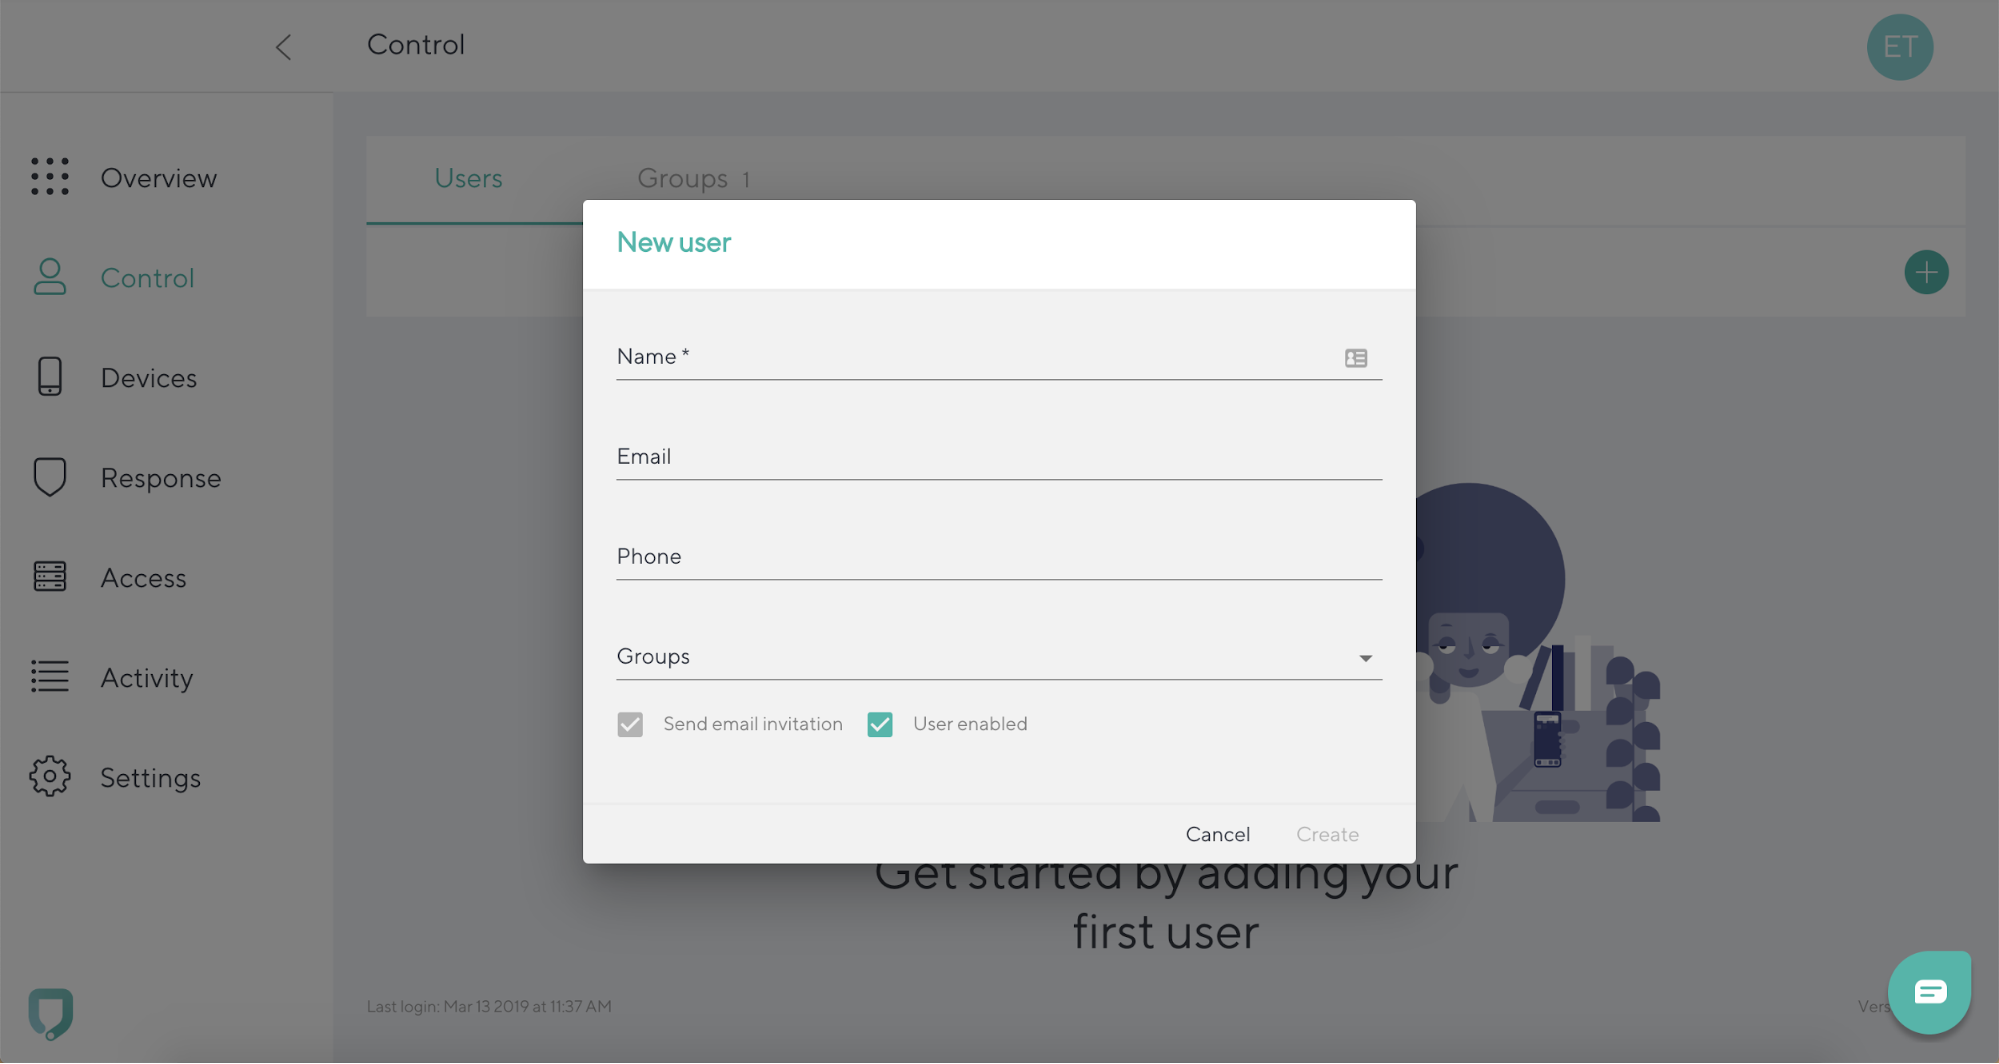 Control
ET
Overview
Control
Devices
Response
Access
Activity
Settings
Users
Groups 1
New user
Name *
Email
Phone
Groups
Send email invitation
User enabled
Cancel
Create
Get started by adding your
first user
Last login: Mar 13 2019 at 11:37 AM